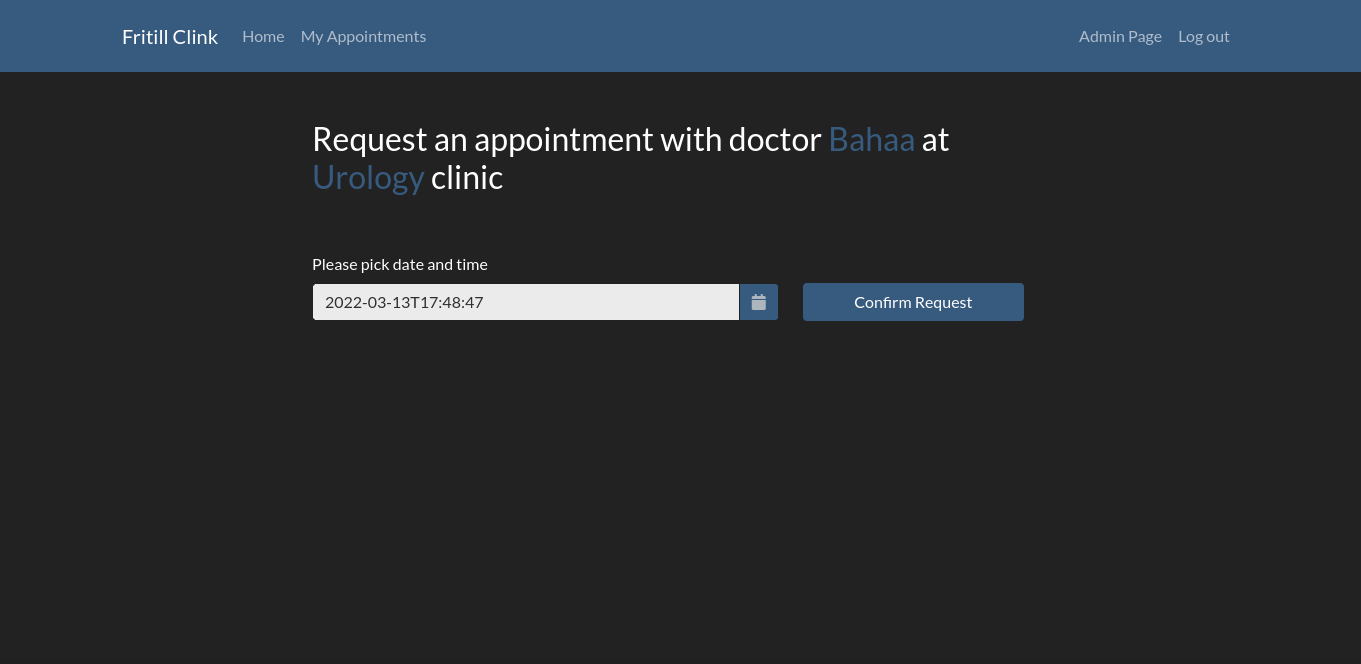 Fritill Clink Home My Appointments Admin Page Log out
Request an appointment with doctor Bahaa at
Urology clinic
Please pick date and time
2022-03-13T17:48:47 Confirm Request